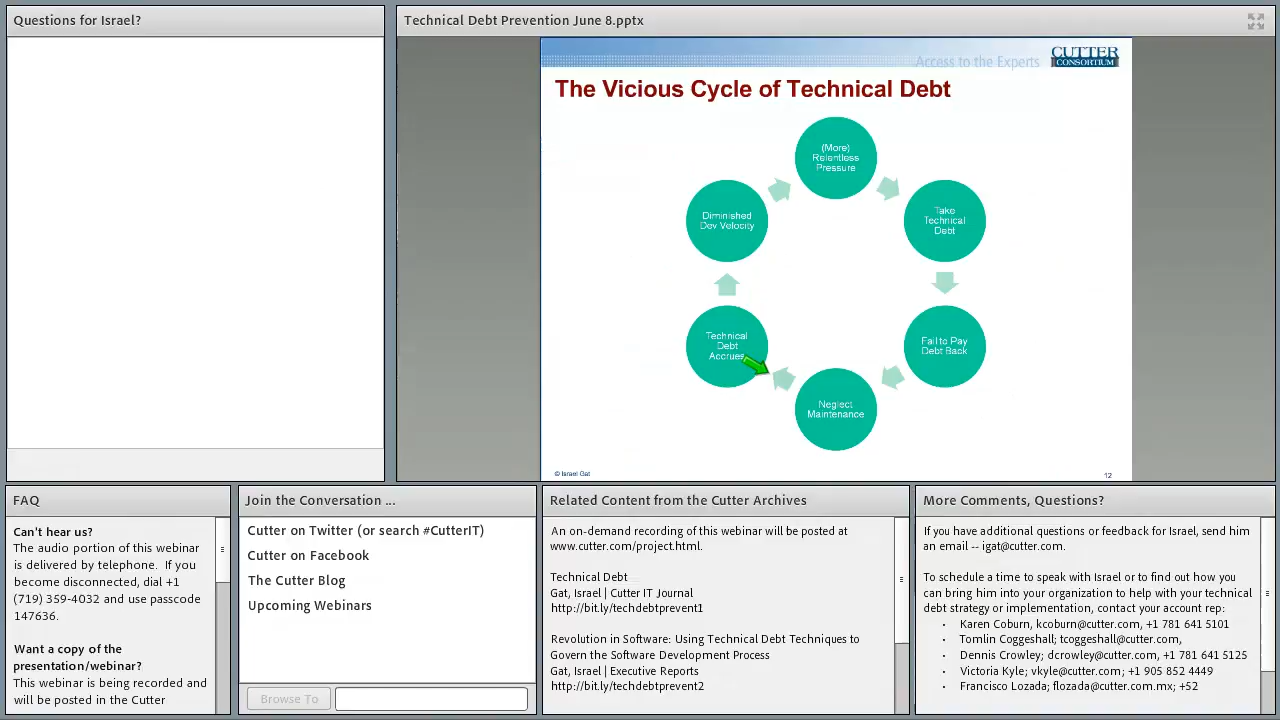 Questions for Israel?
Technical Debt Prevention June 8.pptx
Access to the Experts
CUTTER
CONSORTIUM
The Vicious Cycle of Technical Debt
(More)
Relentless
Pressure
Take
Technical
Debt
Fail to Pay
Debt Back
Neglect
Maintenance
Technical
Debt
Accrues
Diminished
Dev Velocity
© Israel Gat
12
FAQ
Can't hear us?
The audio portion of this webinar
is delivered by telephone. If you
become disconnected, dial +1
(719) 359-4032 and use passcode
147636.
Want a copy of the
presentation/webinar?
This webinar is being recorded and
will be posted in the Cutter
Join the Conversation ...
Cutter on Twitter (or search #CutterIT)
Cutter on Facebook
The Cutter Blog
Upcoming Webinars
Browse To
Related Content from the Cutter Archives
An on-demand recording of this webinar will be posted at
www.cutter.com/project.html.
Technical Debt
Gat, Israel | Cutter IT Journal
http://bit.ly/techdebtprevent1
Revolution in Software: Using Technical Debt Techniques to
Govern the Software Development Process
Gat, Israel | Executive Reports
http://bit.ly/techdebtprevent2
More Comments, Questions?
If you have additional questions or feedback for Israel, send him
an email -- igat@cutter.com.
To schedule a time to speak with Israel or to find out how you
can bring him into your organization to help with your technical
debt strategy or implementation, contact your account rep:
• Karen Coburn, kcoburn@cutter.com, +1 781 641 5101
• Tomlin Coggeshall; tcoggeshall@cutter.com,
• Dennis Crowley; dcrowley@cutter.com, +1 781 641 5125
• Victoria Kyle; vkyle@cutter.com; +1 905 852 4449
• Francisco Lozada; flozada@cutter.com.mx; +52